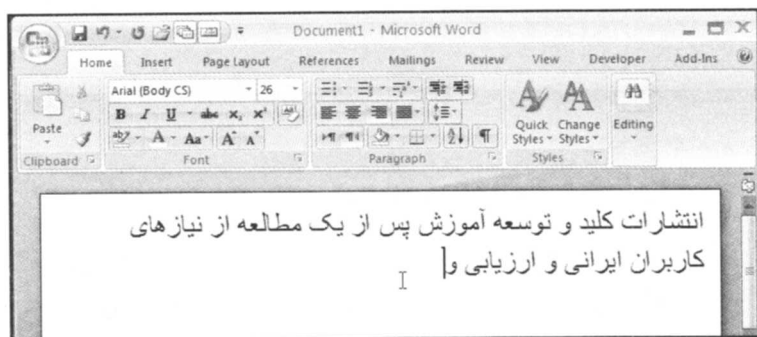 Document1 - Microsoft Word
Home Insert Page Layout References Mailings Review View Developer Add-Ins
Paste
Arial (Body CS) 26
B I U abc x₂ x²
ab A Aa A A
Quick Styles Change Styles Editing
Clipboard Font Paragraph Styles
انتشارات کلید و توسعه آموزش پس از یک مطالعه از نیازهای
کاربران ایرانی و ارزیابی و